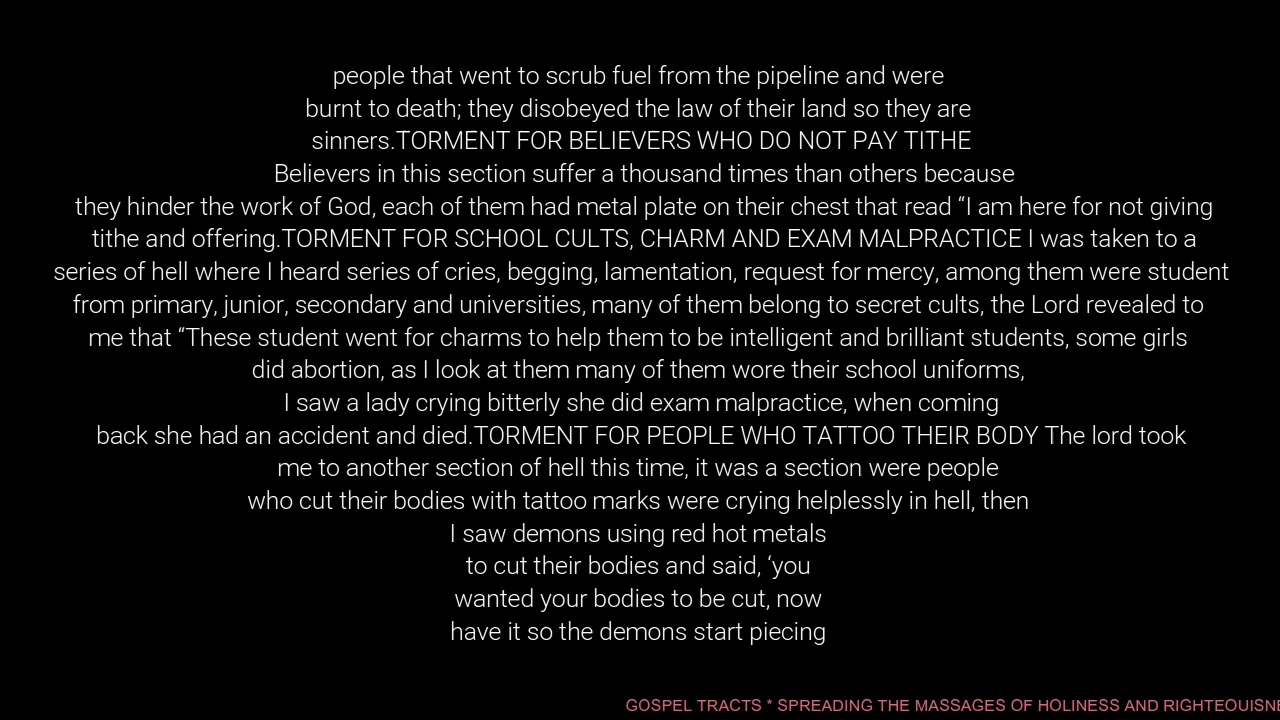 people that went to scrub fuel from the pipeline and were
burnt to death; they disobeyed the law of their land so they are
sinners.TORMENT FOR BELIEVERS WHO DO NOT PAY TITHE
Believers in this section suffer a thousand times than others because
they hinder the work of God, each of them had metal plate on their chest that read “I am here for not giving
tithe and offering.TORMENT FOR SCHOOL CULTS, CHARM AND EXAM MALPRACTICE I was taken to a
series of hell where I heard series of cries, begging, lamentation, request for mercy, among them were student
from primary, junior, secondary and universities, many of them belong to secret cults, the Lord revealed to
me that “These student went for charms to help them to be intelligent and brilliant students, some girls
did abortion, as I look at them many of them wore their school uniforms,
I saw a lady crying bitterly she did exam malpractice, when coming
back she had an accident and died.TORMENT FOR PEOPLE WHO TATTOO THEIR BODY The lord took
me to another section of hell this time, it was a section were people
who cut their bodies with tattoo marks were crying helplessly in hell, then
I saw demons using red hot metals
to cut their bodies and said, ‘you
wanted your bodies to be cut, now
have it so the demons start piecing
GOSPEL TRACTS * SPREADING THE MASSAGES OF HOLINESS AND RIGHTEOUISNE